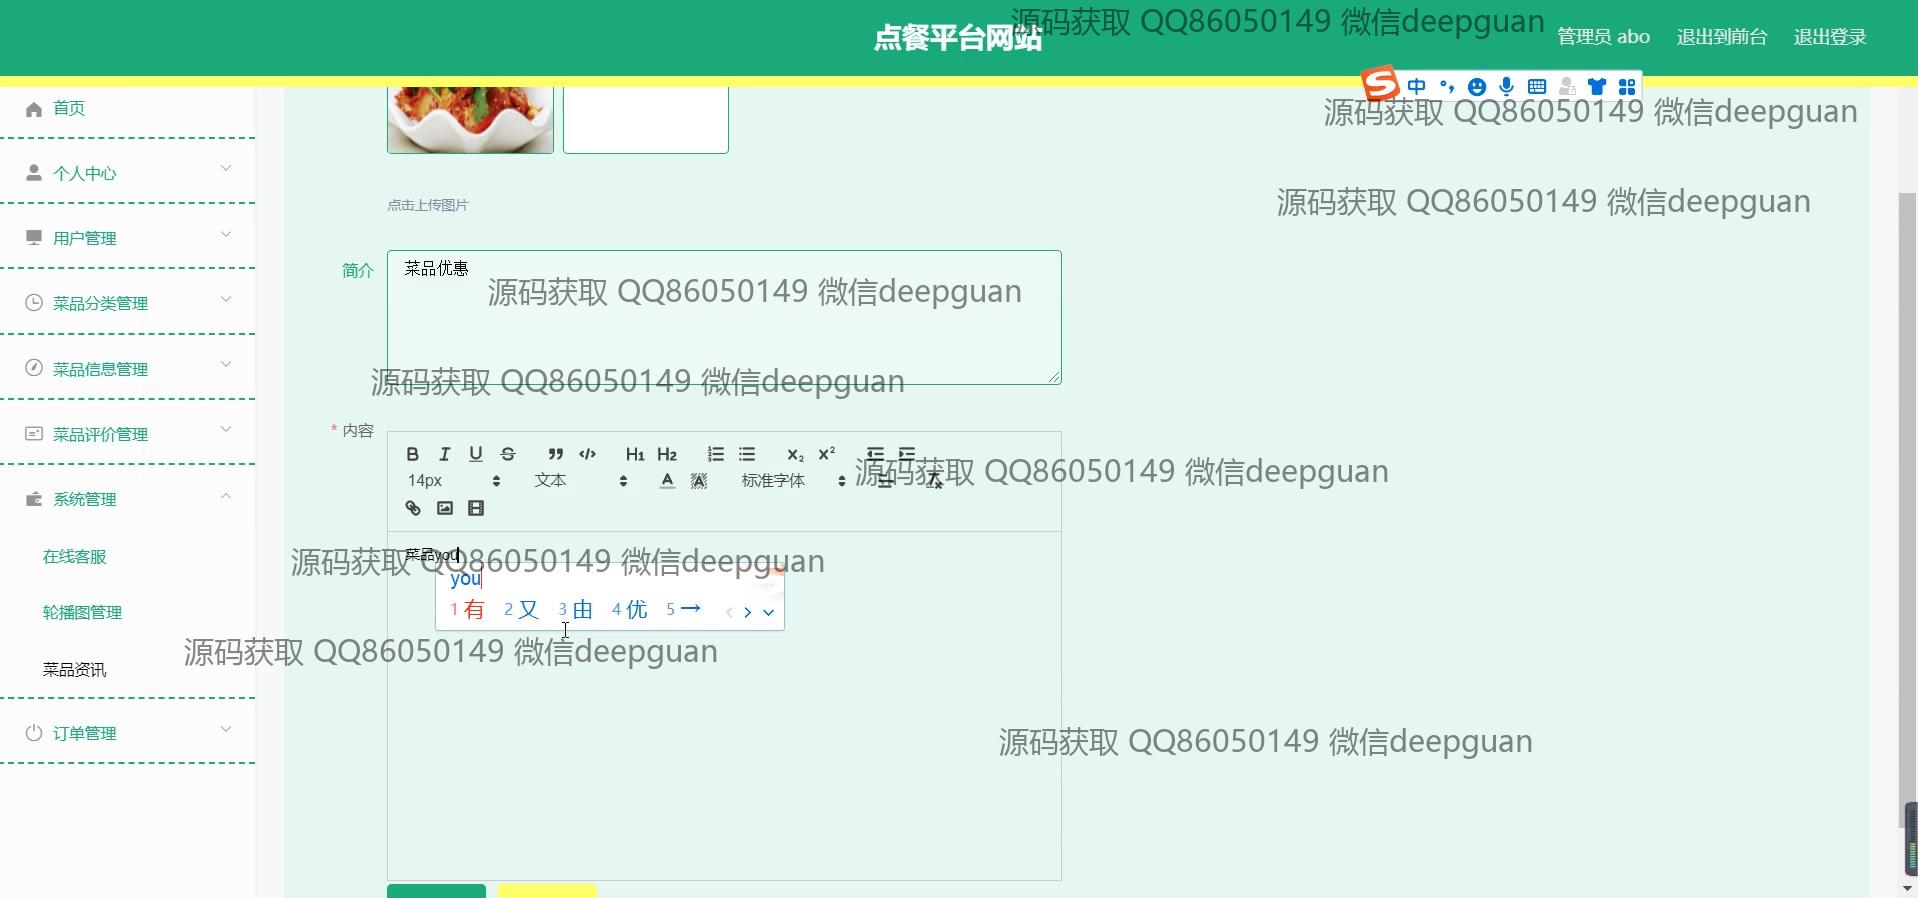 点餐平台网站
源码获取 QQ86050149 微信deepguan
管理员 abo
退出到前台
退出登录
中
源码获取 QQ86050149 微信deepguan
首页
个人中心
源码获取 QQ86050149 微信deepguan
点击上传图片
用户管理
简介
菜品优惠
源码获取 QQ86050149 微信deepguan
菜品分类管理
菜品信息管理
源码获取 QQ86050149 微信deepguan
* 内容
菜品评价管理
B I U S H1 H2 X2 X2
源码获取 QQ86050149 微信deepguan
14px 文本 A A 标准字体
系统管理
在线客服
菜品you
源码获取 QQ86050149 微信deepguan
you
1 有 2 又 3 由 4 优 5 →
轮播图管理
源码获取 QQ86050149 微信deepguan
菜品资讯
订单管理
源码获取 QQ86050149 微信deepguan